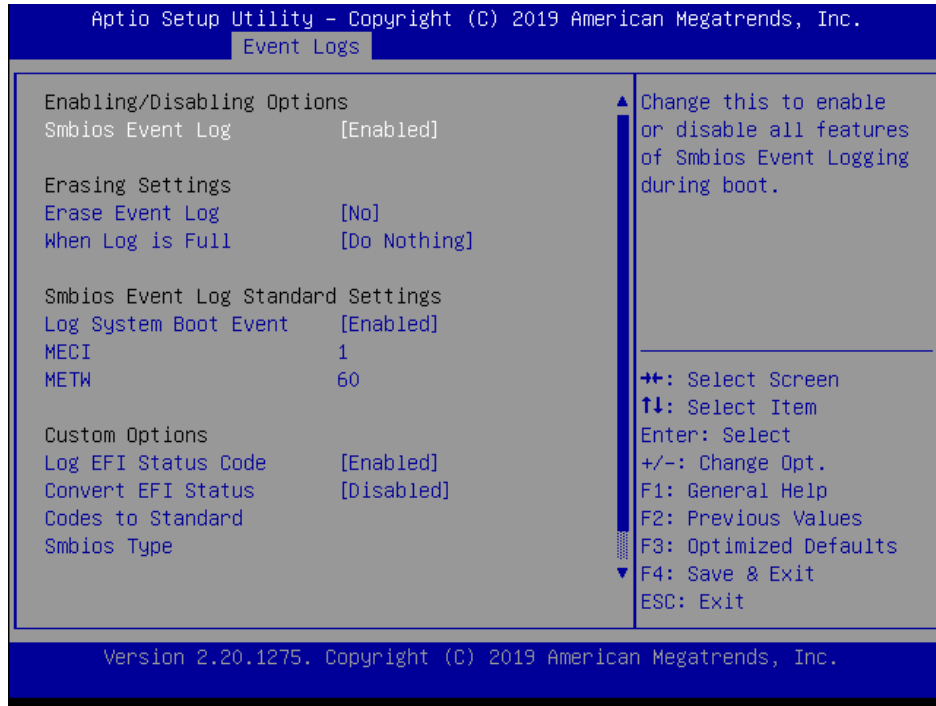 Aptio Setup Utility – Copyright (C) 2019 American Megatrends, Inc.
Event Logs
Enabling/Disabling Options
Smbios Event Log [Enabled]
Erasing Settings
Erase Event Log [No]
When Log is Full [Do Nothing]
Smbios Event Log Standard Settings
Log System Boot Event [Enabled]
MECI 1
METW 60
Custom Options
Log EFI Status Code [Enabled]
Convert EFI Status [Disabled]
Codes to Standard
Smbios Type
Change this to enable
or disable all features
of Smbios Event Logging
during boot.
→←: Select Screen
↑↓: Select Item
Enter: Select
+/-: Change Opt.
F1: General Help
F2: Previous Values
F3: Optimized Defaults
F4: Save & Exit
ESC: Exit
Version 2.20.1275. Copyright (C) 2019 American Megatrends, Inc.